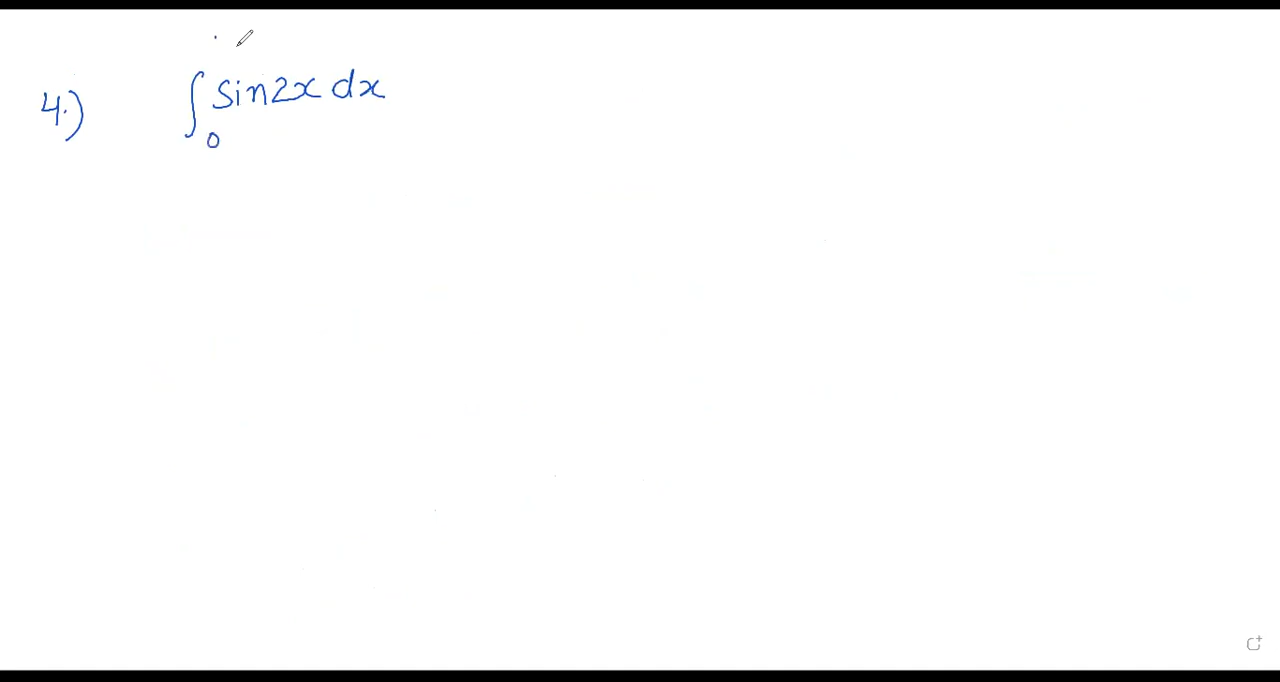 4.) ∫₀ sin2x dx